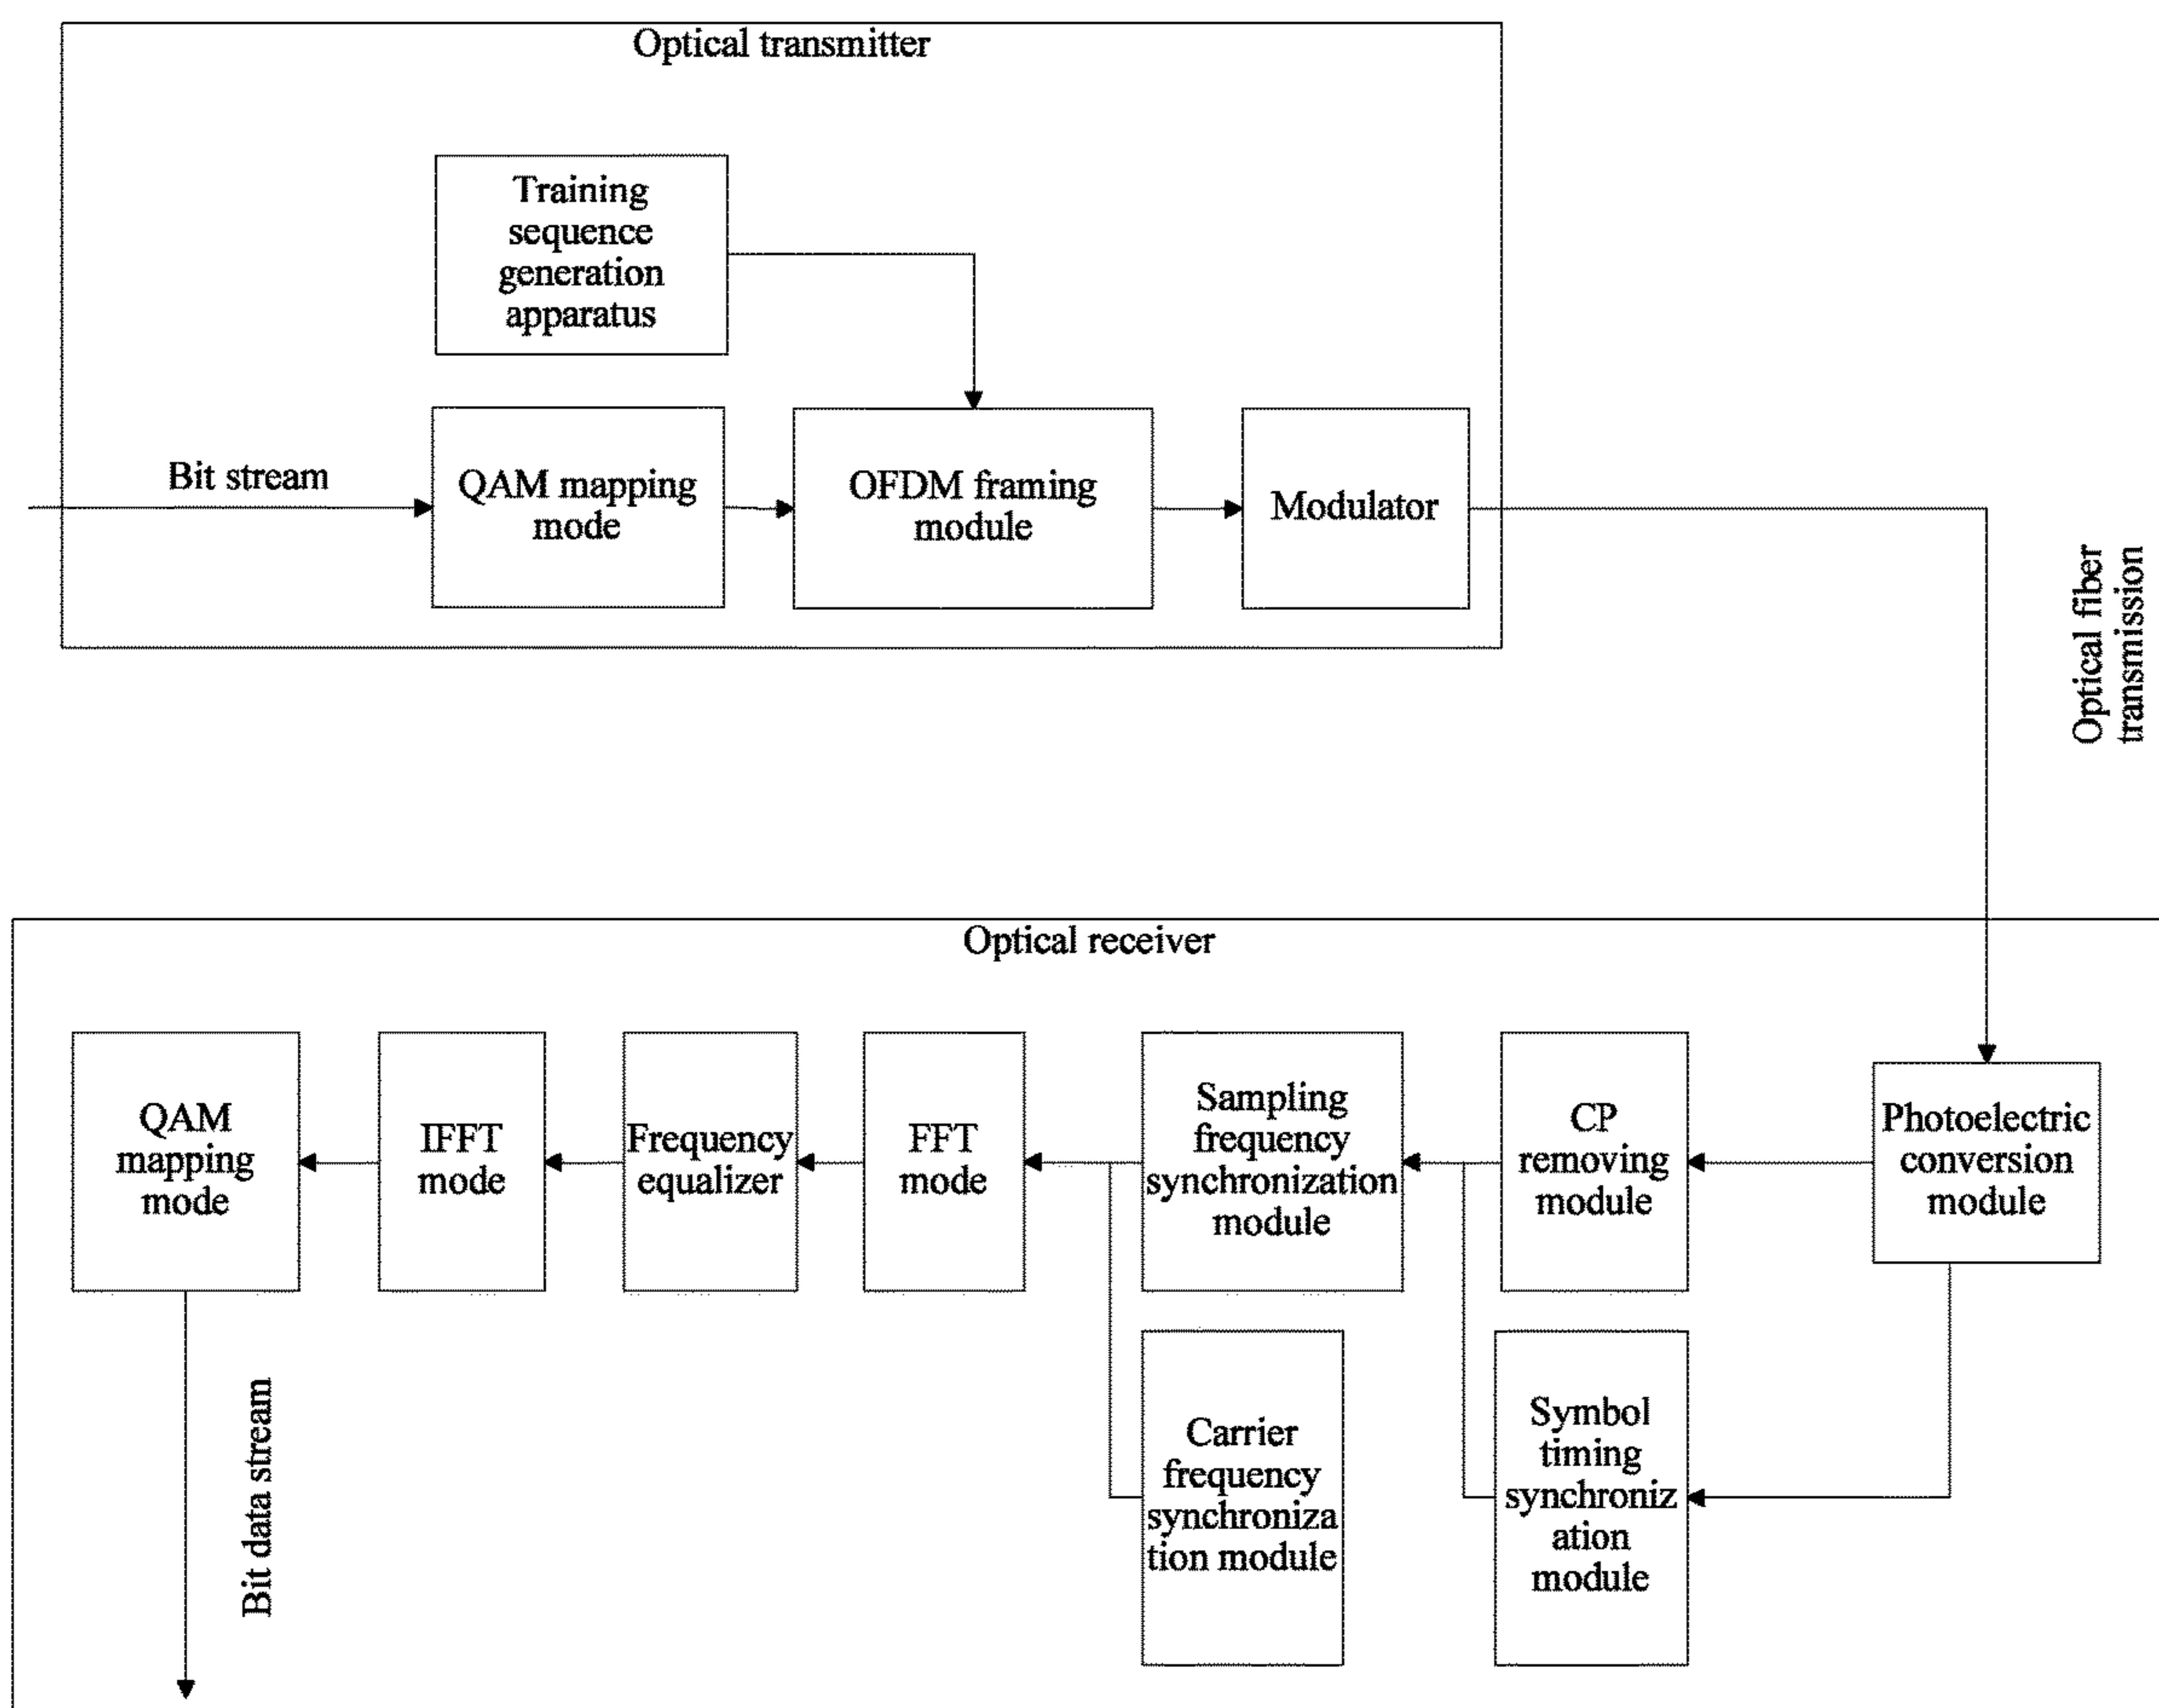 Optical transmitter
Training
sequence
generation
apparatus
Bit stream
QAM mapping
mode
OFDM framing
module
Modulator
Optical fiber
transmission
Optical receiver
QAM
mapping
mode
IFFT
mode
Frequency
equalizer
FFT
mode
Sampling
frequency
synchronization
module
CP
removing
module
Photoelectric
conversion
module
Bit data stream
Carrier
frequency
synchroniza
tion module
Symbol
timing
synchroniz
ation
module